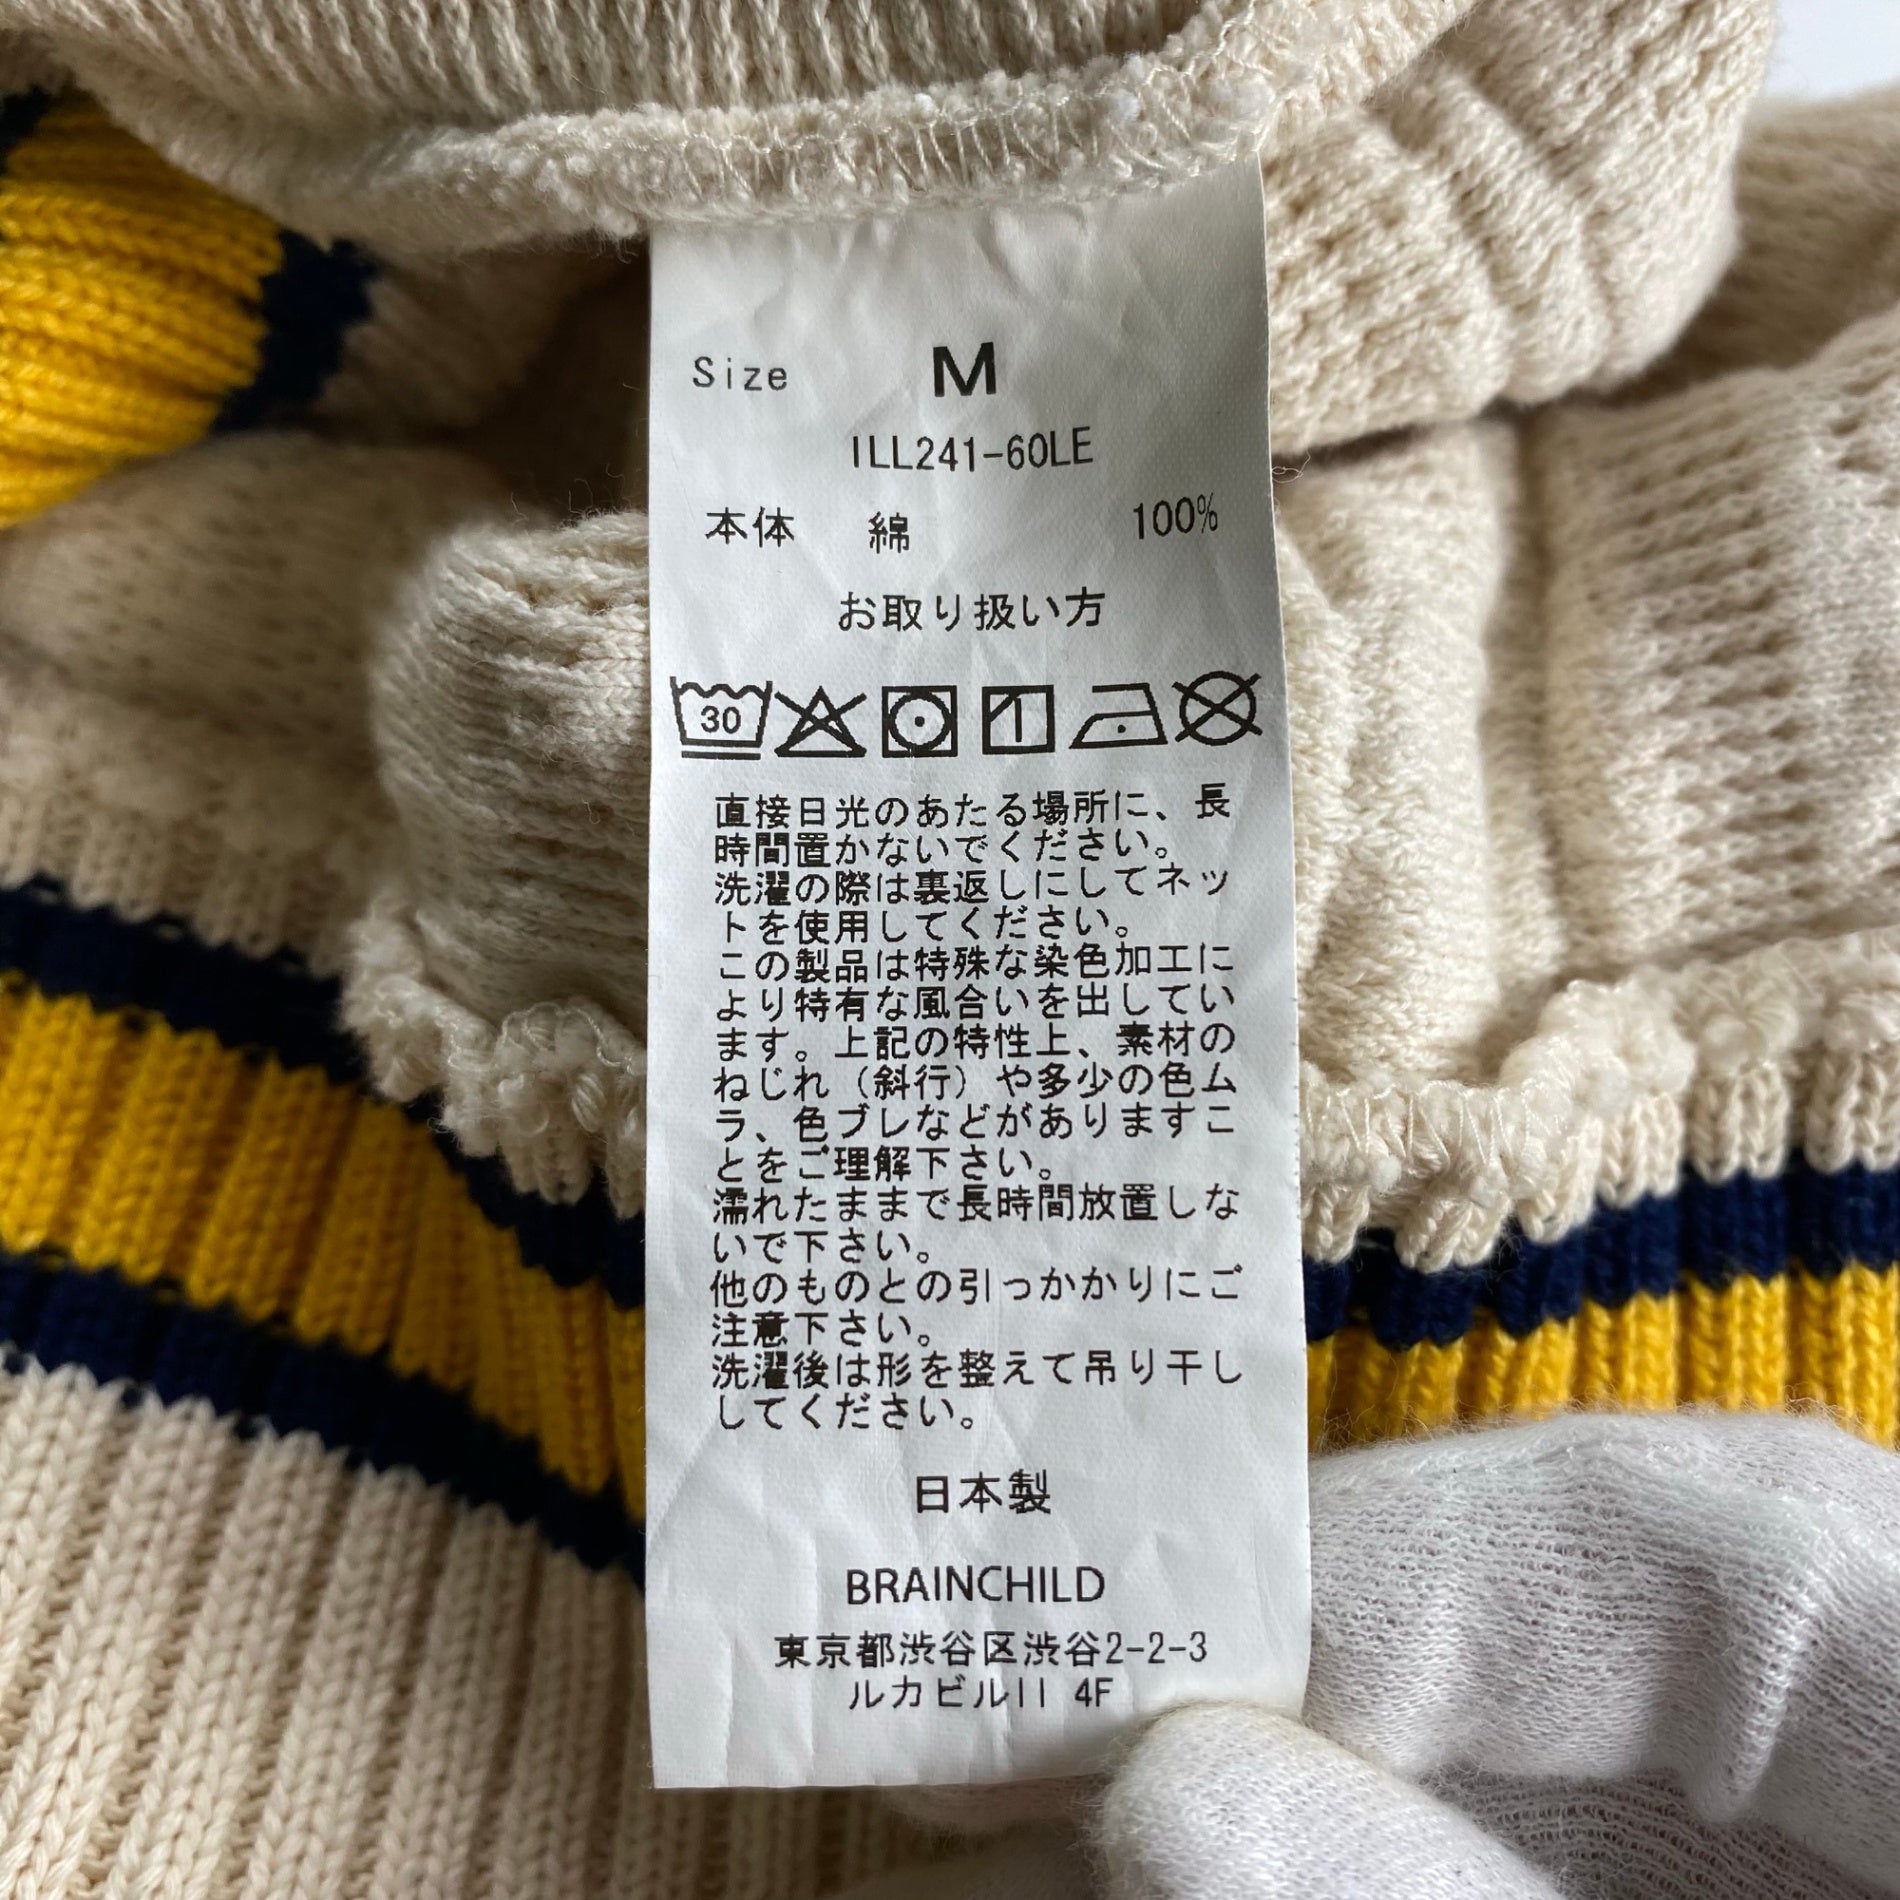 Size M
ILL241-60LE
本体 綿 100%
お取り扱い方
30
直接日光のあたる場所に、長
時間置かないでください。
洗濯の際は裏返しにしてネッ
トを使用してください。
この製品は特殊な染色加工に
より特有な風合いを出してい
ます。上記の特性上、素材の
ねじれ（斜行）や多少の色ム
ラ、色ブレなどがありますこ
とをご理解下さい。
濡れたままで長時間放置しな
いで下さい。
他のものとの引っかかりにご
注意下さい。
洗濯後は形を整えて吊り干し
してください。
日本製
BRAINCHILD
東京都渋谷区渋谷2-2-3
ルカビルII 4F